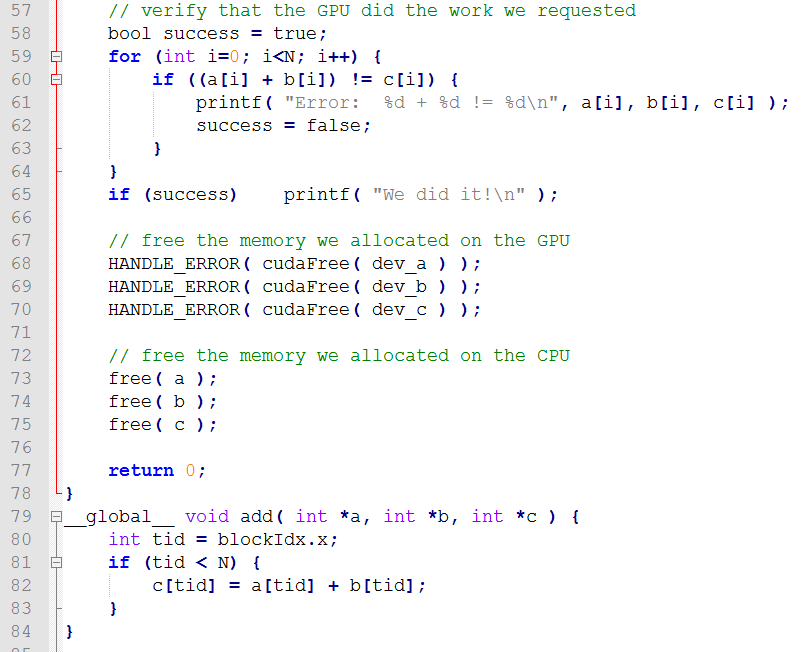 57 // verify that the GPU did the work we requested
58 bool success = true;
59 for (int i=0; i<N; i++) {
60 if ((a[i] + b[i]) != c[i]) {
61 printf( "Error:  %d + %d != %d\n", a[i], b[i], c[i] );
62 success = false;
63 }
64 }
65 if (success)    printf( "We did it!\n" );
66
67 // free the memory we allocated on the GPU
68 HANDLE_ERROR( cudaFree( dev_a ) );
69 HANDLE_ERROR( cudaFree( dev_b ) );
70 HANDLE_ERROR( cudaFree( dev_c ) );
71
72 // free the memory we allocated on the CPU
73 free( a );
74 free( b );
75 free( c );
76
77 return 0;
78 }
79 __global__ void add( int *a, int *b, int *c ) {
80 int tid = blockIdx.x;
81 if (tid < N) {
82 c[tid] = a[tid] + b[tid];
83 }
84 }